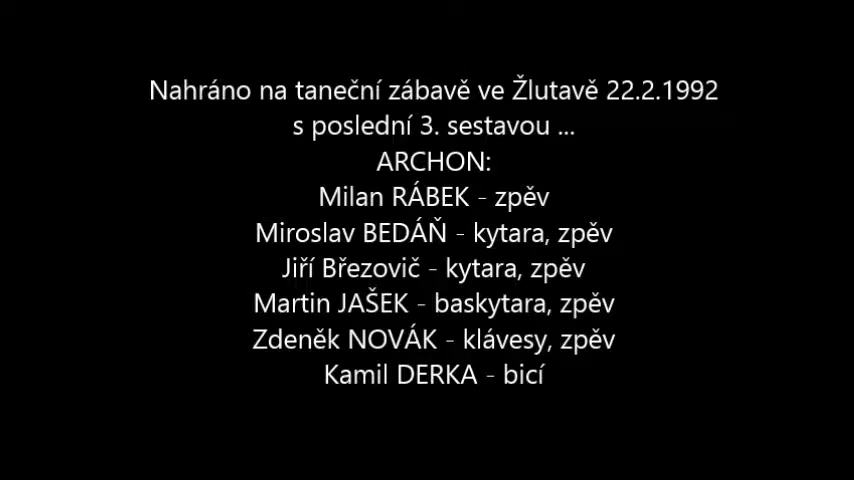 Nahráno na taneční zábavě ve Žlutavě 22.2.1992
s poslední 3. sestavou ...
ARCHON:
Milan RÁBEK - zpěv
Miroslav BEDÁŇ - kytara, zpěv
Jiří Březovič - kytara, zpěv
Martin JAŠEK - baskytara, zpěv
Zdeněk NOVÁK - klávesy, zpěv
Kamil DERKA - bicí